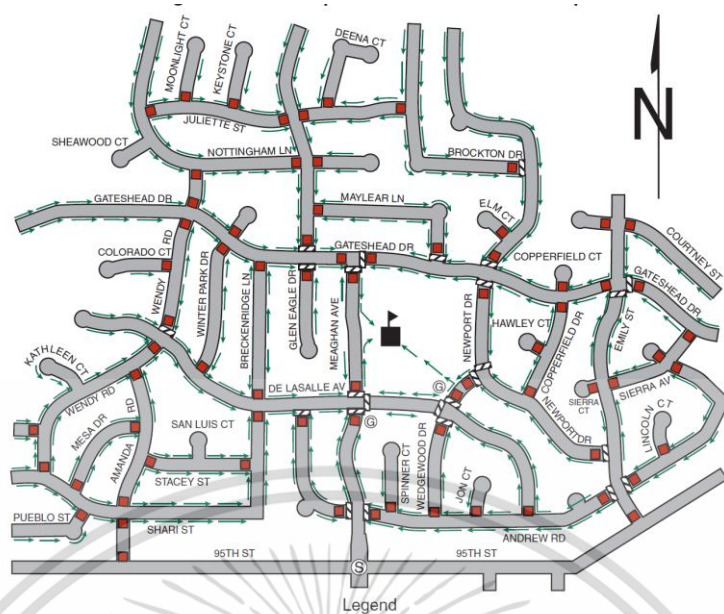 MOONLIGHT CT
KEYSTONE CT
DEENA CT
JULIETTE ST
SHEAWOOD CT
NOTTINGHAM LN
BROCKTON DR
N
GATESHEAD DR
MAYLEAR LN
ELM CT
COURTNEY ST
COLORADO CT
WENDY RD
WINTER PARK DR
GATESHEAD DR
COPPERFIELD CT
GATESHEAD DR
BRECKENRIDGE LN
GLEN EAGLE DR
MEAGHAN AVE
NEWPORT DR
HAWLEY CT
COPPERFIELD DR
EMILY ST
KATHLEEN CT
WENDY RD
DE LASALLE AV
G
SIERRA CT
SIERRA AV
MESA DR
AMANDA RD
SAN LUIS CT
G
NEWPORT DR
LINCOLN CT
STACEY ST
SPINNER CT
WEDGEWOOD DR
JON CT
PUEBLO ST
SHARI ST
ANDREW RD
95TH ST
S
95TH ST
Legend